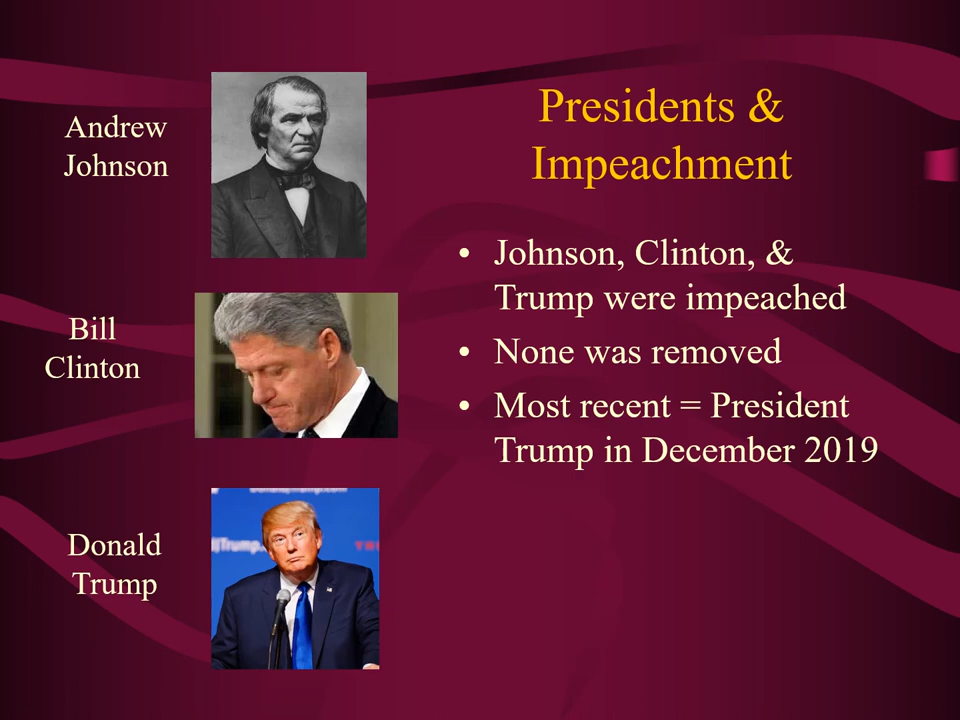 Andrew
Johnson
Presidents &
Impeachment
• Johnson, Clinton, &
Trump were impeached
• None was removed
• Most recent = President
Trump in December 2019
Bill
Clinton
Donald
Trump